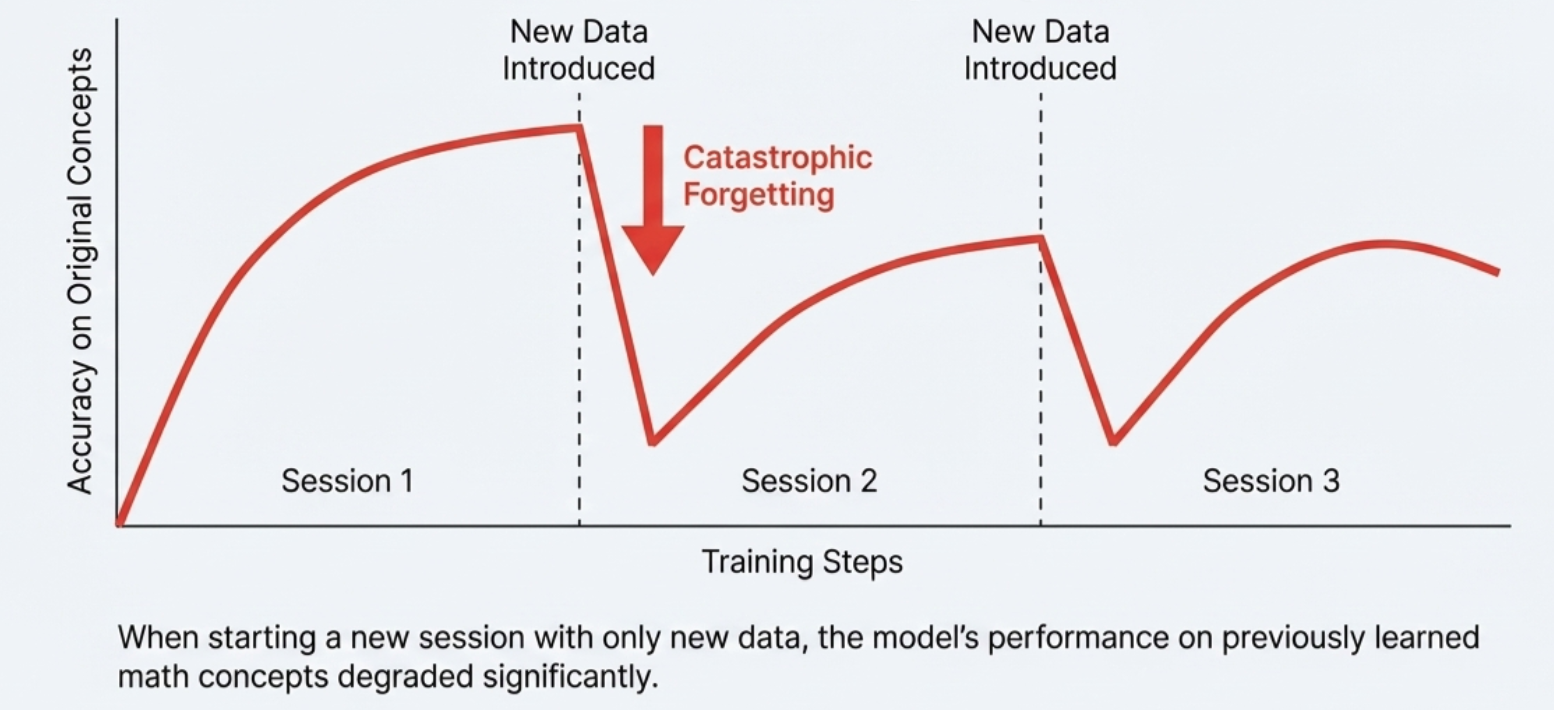 New Data
Introduced
New Data
Introduced
Catastrophic
Forgetting
Accuracy on Original Concepts
Session 1
Session 2
Session 3
Training Steps
When starting a new session with only new data, the model's performance on previously learned
math concepts degraded significantly.